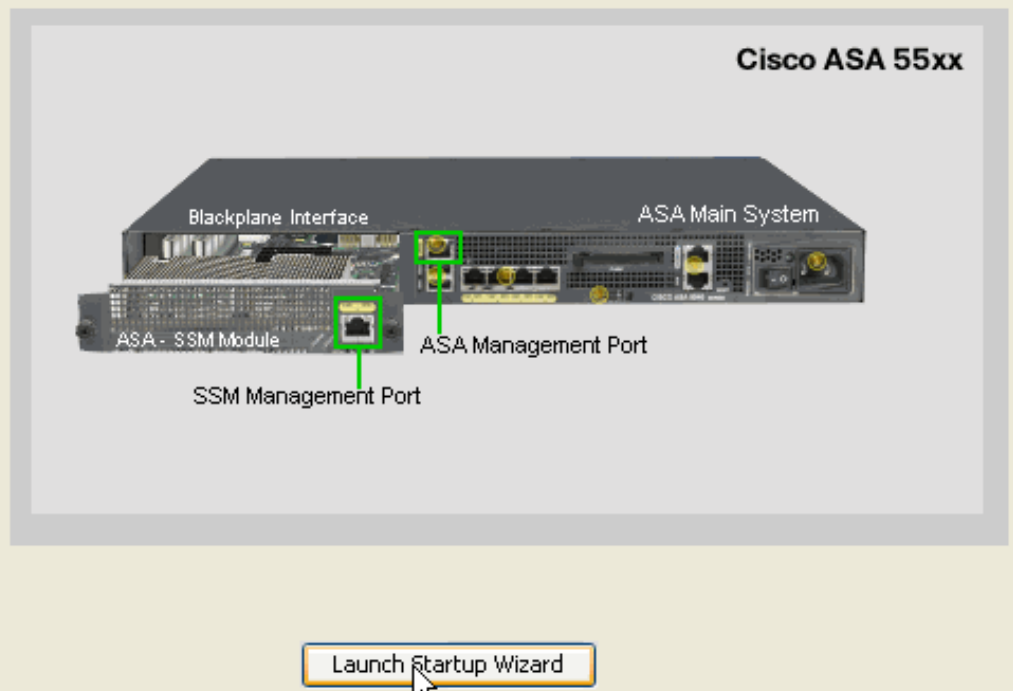 Cisco ASA 55xx
Blackplane Interface
ASA Main System
ASA - SSM Module
ASA Management Port
SSM Management Port
Launch Startup Wizard